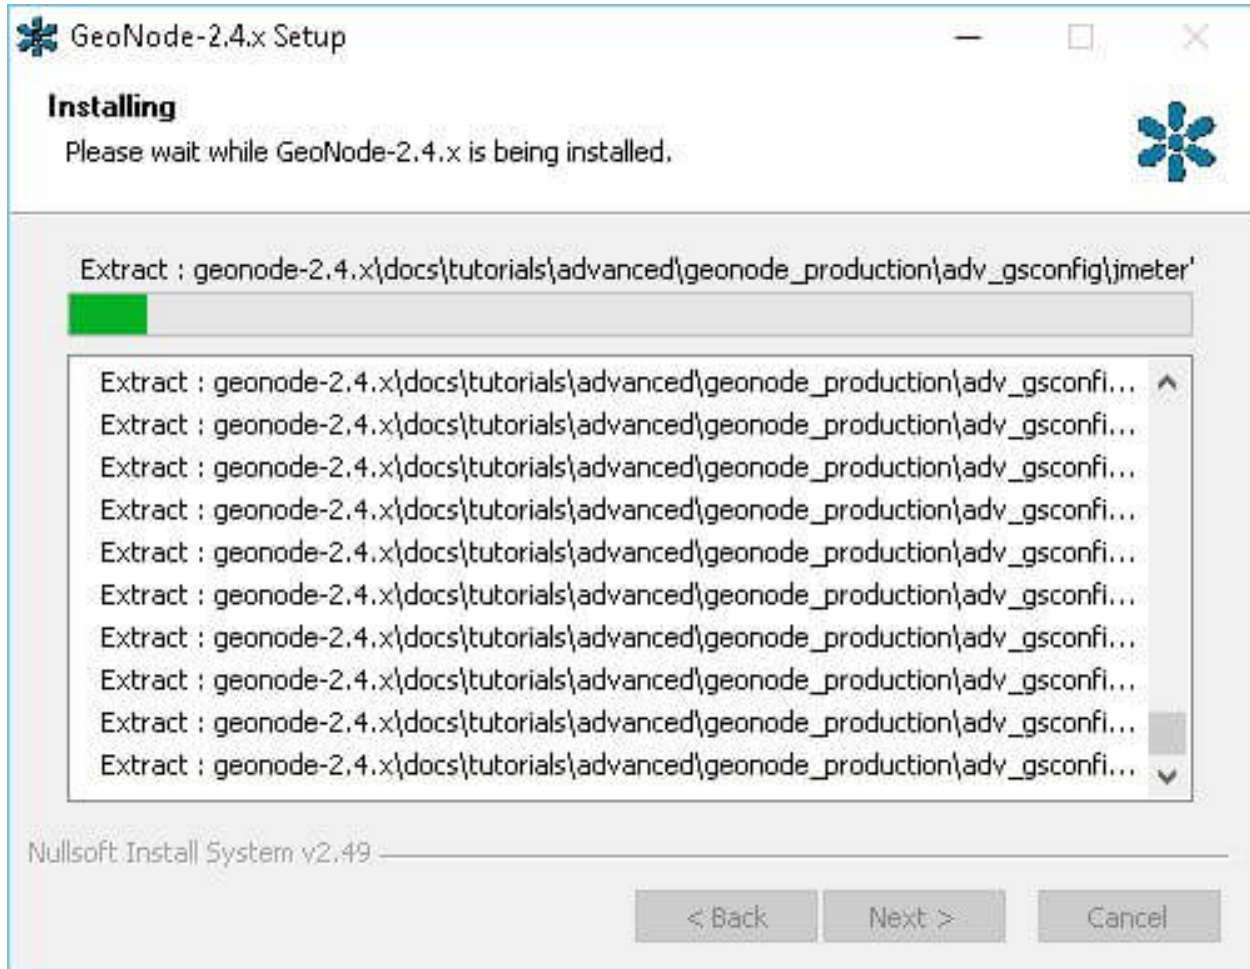 GeoNode-2.4.x Setup
Installing
Please wait while GeoNode-2.4.x is being installed.
Extract : geonode-2.4.x\docs\tutorials\advanced\geonode_production\adv_gsconfig\jmeter'
Extract : geonode-2.4.x\docs\tutorials\advanced\geonode_production\adv_gsconfi...
Extract : geonode-2.4.x\docs\tutorials\advanced\geonode_production\adv_gsconfi...
Extract : geonode-2.4.x\docs\tutorials\advanced\geonode_production\adv_gsconfi...
Extract : geonode-2.4.x\docs\tutorials\advanced\geonode_production\adv_gsconfi...
Extract : geonode-2.4.x\docs\tutorials\advanced\geonode_production\adv_gsconfi...
Extract : geonode-2.4.x\docs\tutorials\advanced\geonode_production\adv_gsconfi...
Extract : geonode-2.4.x\docs\tutorials\advanced\geonode_production\adv_gsconfi...
Extract : geonode-2.4.x\docs\tutorials\advanced\geonode_production\adv_gsconfi...
Extract : geonode-2.4.x\docs\tutorials\advanced\geonode_production\adv_gsconfi...
Extract : geonode-2.4.x\docs\tutorials\advanced\geonode_production\adv_gsconfi...
Nullsoft Install System v2.49
< Back Next > Cancel